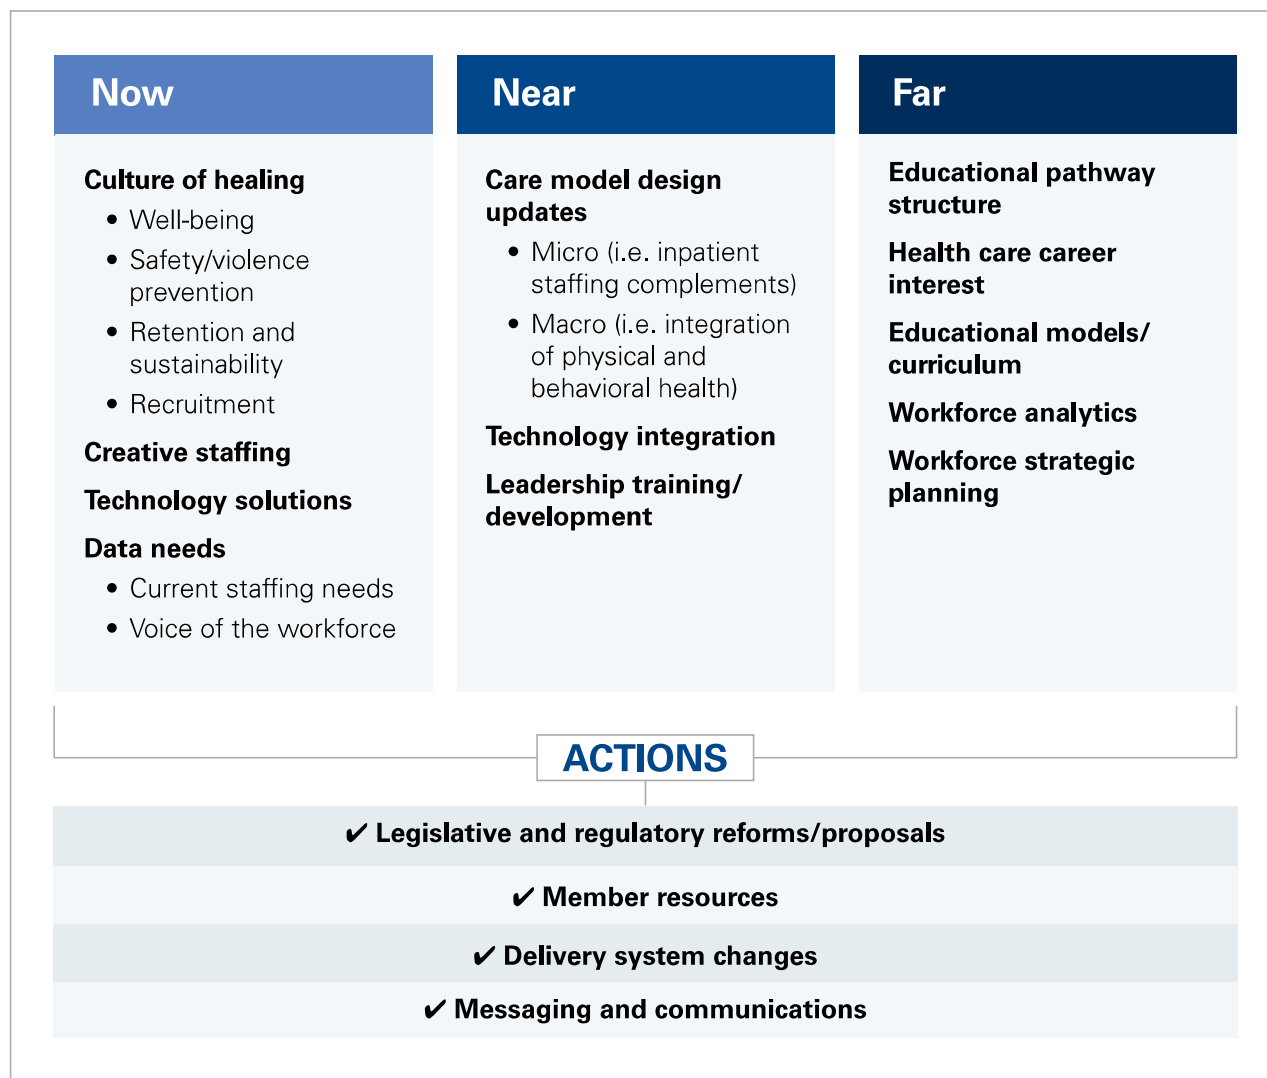 Now
Culture of healing
• Well-being
• Safety/violence
prevention
• Retention and
sustainability
• Recruitment
Creative staffing
Technology solutions
Data needs
• Current staffing needs
• Voice of the workforce
Near
Care model design
updates
• Micro (i.e. inpatient
staffing complements)
• Macro (i.e. integration
of physical and
behavioral health)
Technology integration
Leadership training/
development
Far
Educational pathway
structure
Health care career
interest
Educational models/
curriculum
Workforce analytics
Workforce strategic
planning
ACTIONS
✔ Legislative and regulatory reforms/proposals
✔ Member resources
✔ Delivery system changes
✔ Messaging and communications